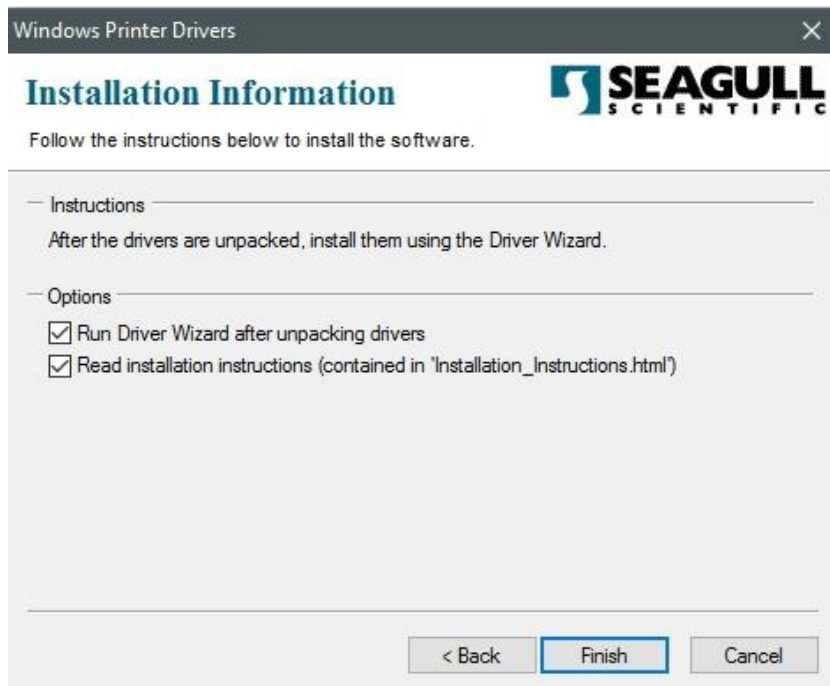 Windows Printer Drivers
Installation Information
SEAGULL
SCIENTIFIC
Follow the instructions below to install the software.
Instructions
After the drivers are unpacked, install them using the Driver Wizard.
Options
Run Driver Wizard after unpacking drivers
Read installation instructions (contained in 'Installation_Instructions.html')
< Back
Finish
Cancel